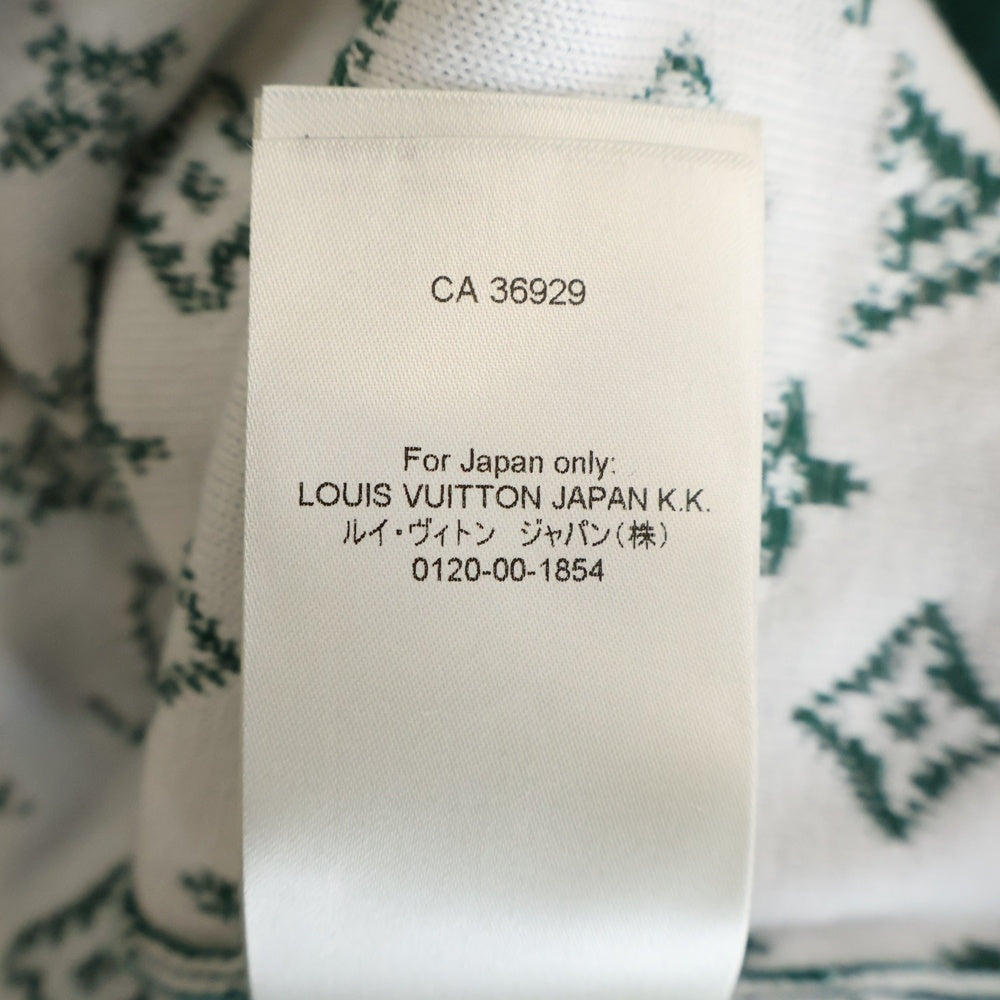 CA 36929
For Japan only:
LOUIS VUITTON JAPAN K.K.
ルイ・ヴィトン　ジャパン(株)
0120-00-1854